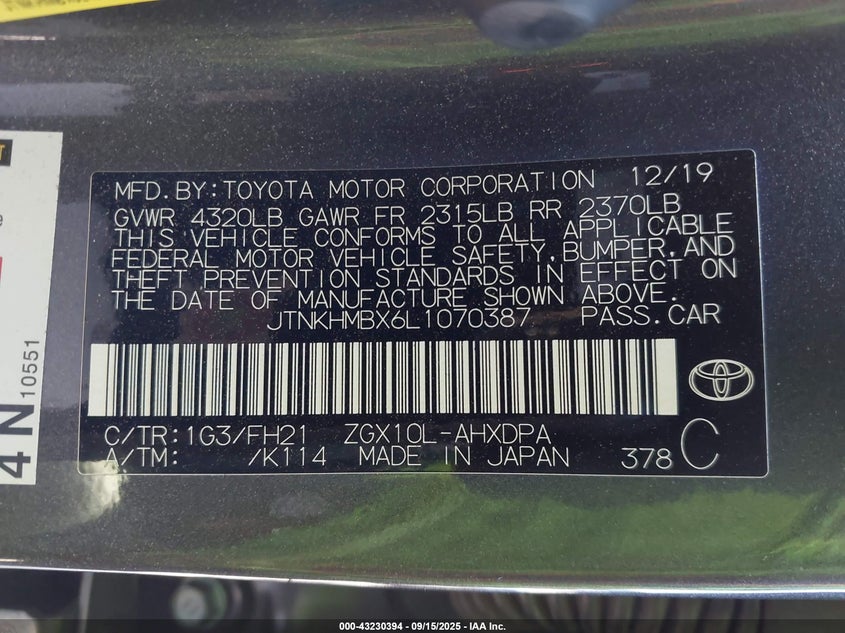 MFD. BY: TOYOTA MOTOR CORPORATION 12/19
GVWR 4320LB GAWR FR 2315LB RR 2370LB
THIS VEHICLE CONFORMS TO ALL APPLICABLE
FEDERAL MOTOR VEHICLE SAFETY, BUMPER, AND
THEFT PREVENTION STANDARDS IN EFFECT ON
THE DATE OF MANUFACTURE SHOWN ABOVE.
JTNKHMBX6L1070387 PASS. CAR
C/TR: 1G3/FH21 ZGX10L-AHXDPA
A/TM: /K114 MADE IN JAPAN 378 C
4N 10551
000-43230394 - 09/15/2025 - IAA Inc.